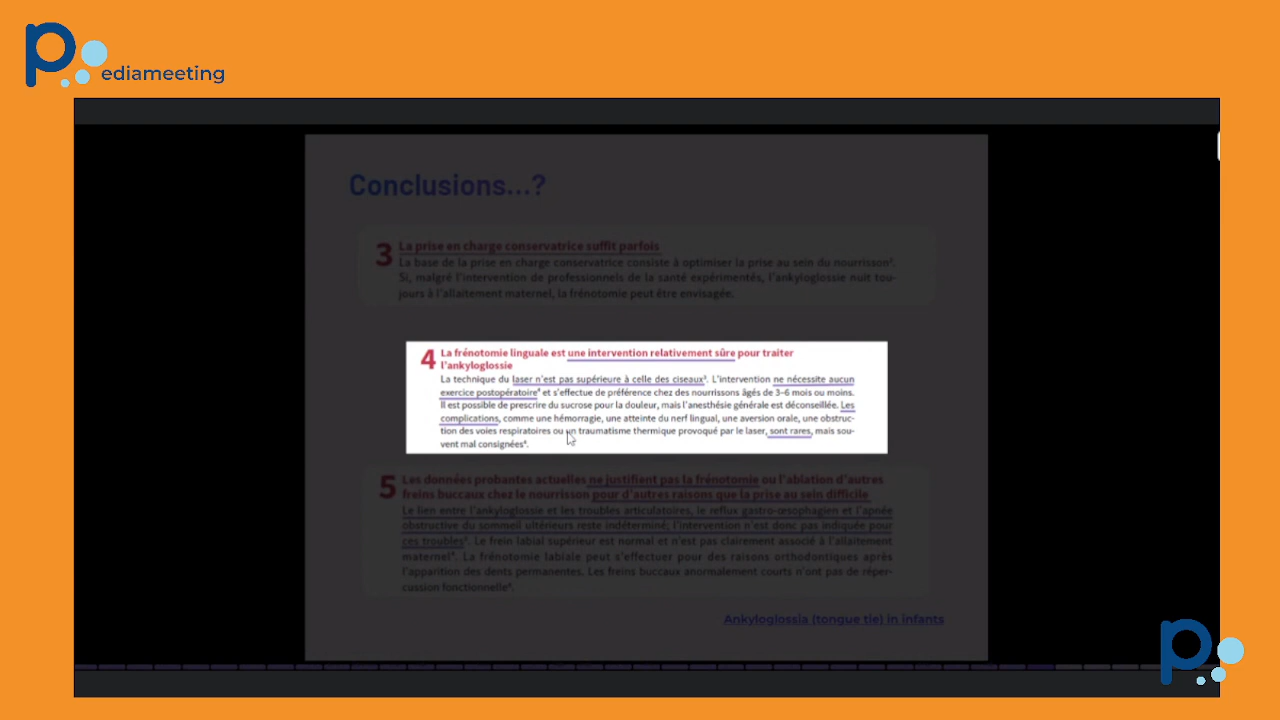 ediameeting
Conclusions...?
3
La prise en charge conservatrice suffit parfois
La base de la prise en charge conservatrice consiste à optimiser la prise au sein du nourrisson².
Si, malgré l'intervention de professionnels de la santé expérimentés, l'ankyloglossie nuit tou-
jours à l'allaitement maternel, la frénotomie peut être envisagée.
4
La frénotomie linguale est une intervention relativement sûre pour traiter
l'ankyloglossie
La technique du laser n'est pas supérieure à celle des ciseaux³. L'intervention ne nécessite aucun
exercice postopératoire⁴ et s'effectue de préférence chez des nourrissons âgés de 3–6 mois ou moins.
Il est possible de prescrire du sucrose pour la douleur, mais l'anesthésie générale est déconseillée. Les
complications, comme une hémorragie, une atteinte du nerf lingual, une aversion orale, une obstruc-
tion des voies respiratoires ou un traumatisme thermique provoqué par le laser, sont rares, mais sou-
vent mal consignées⁴.
5
Les données probantes actuelles ne justifient pas la frénotomie ou l'ablation d'autres
freins buccaux chez le nourrisson pour d'autres raisons que la prise au sein difficile
Le lien entre l'ankyloglossie et les troubles articulatoires, le reflux gastro-œsophagien et l'apnée
obstructive du sommeil ultérieurs reste indéterminé; l'intervention n'est donc pas indiquée pour
ces troubles⁵. Le frein labial supérieur est normal et n'est pas clairement associé à l'allaitement
maternel⁴. La frénotomie labiale peut s'effectuer pour des raisons orthodontiques après
l'apparition des dents permanentes. Les freins buccaux anormalement courts n'ont pas de réper-
cussion fonctionnelle⁴.
Ankyloglossia (tongue tie) in infants